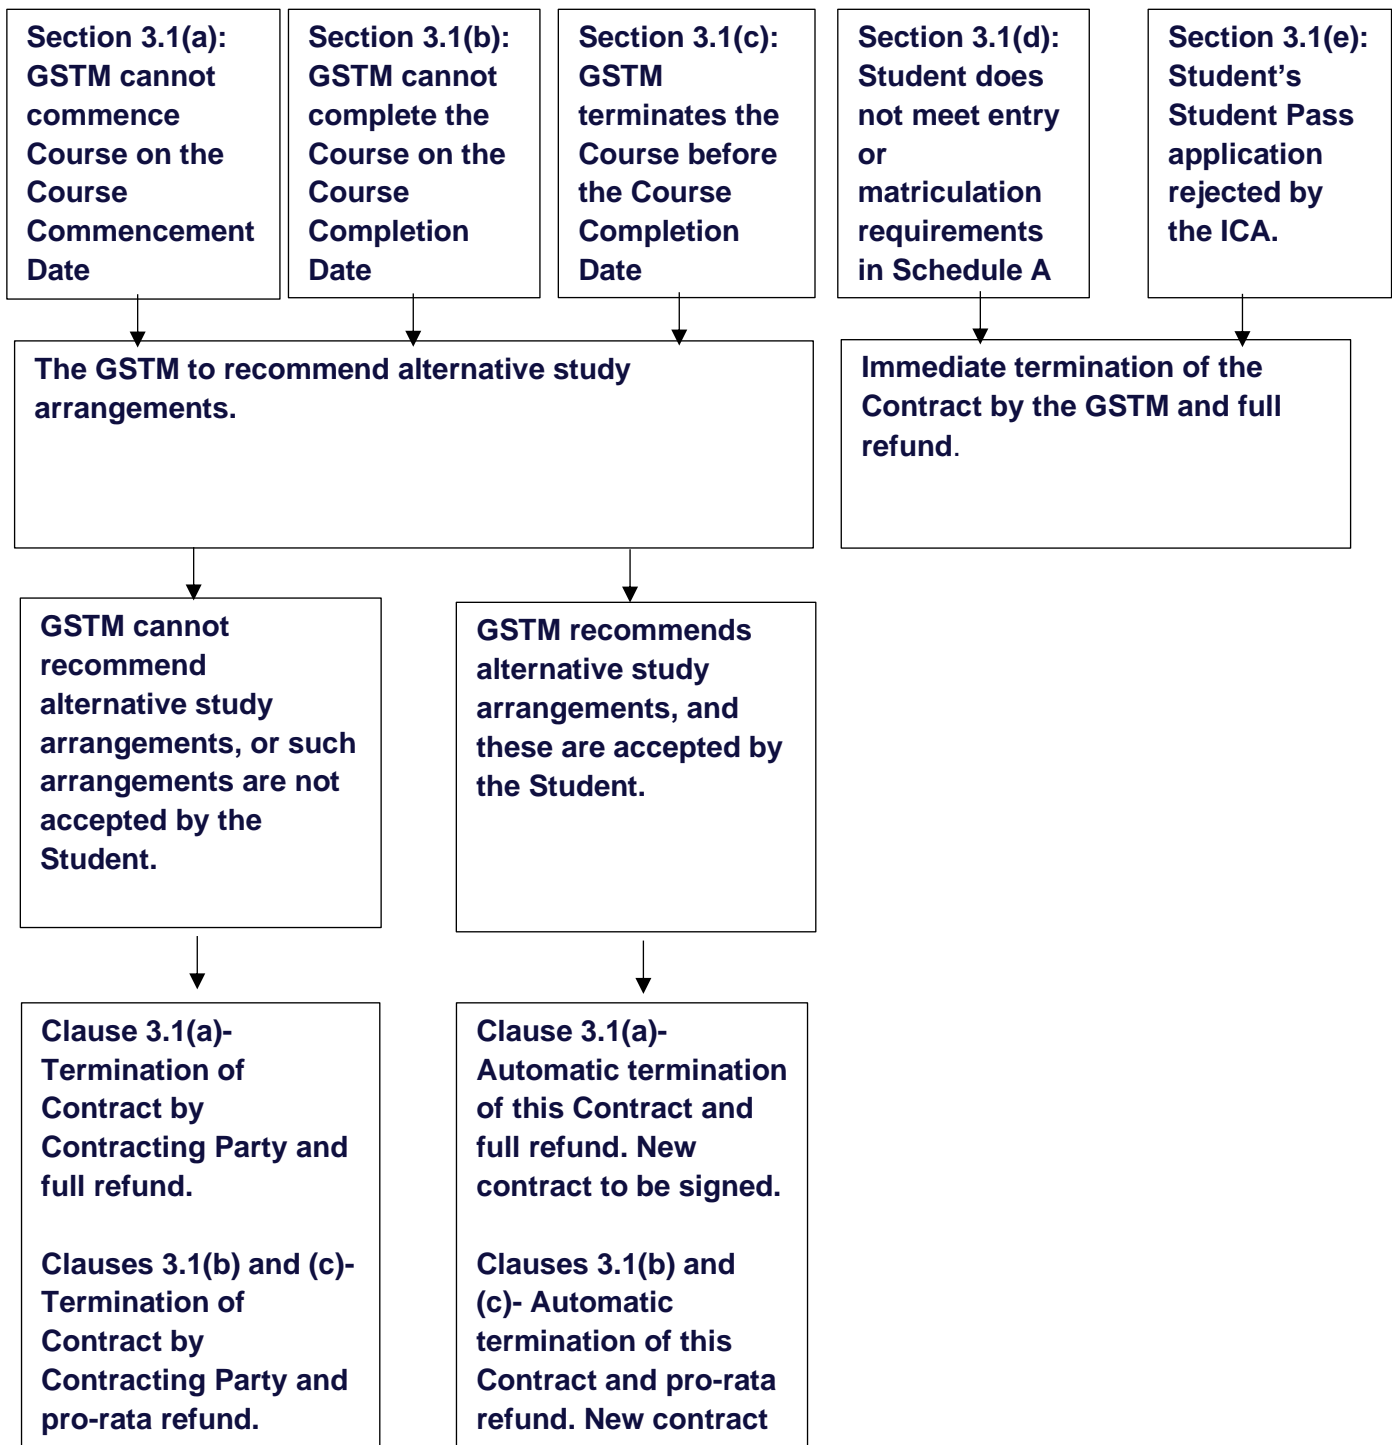 Section 3.1(a):
GSTM cannot
commence
Course on the
Course
Commencement
Date
Section 3.1(b):
GSTM cannot
complete the
Course on the
Course
Completion
Date
Section 3.1(c):
GSTM
terminates the
Course before
the Course
Completion
Date
Section 3.1(d):
Student does
not meet entry
or
matriculation
requirements
in Schedule A
Section 3.1(e):
Student’s
Student Pass
application
rejected by
the ICA.
The GSTM to recommend alternative study
arrangements.
Immediate termination of the
Contract by the GSTM and full
refund.
GSTM cannot
recommend
alternative study
arrangements, or such
arrangements are not
accepted by the
Student.
GSTM recommends
alternative study
arrangements, and
these are accepted by
the Student.
Clause 3.1(a)-
Termination of
Contract by
Contracting Party and
full refund.
Clauses 3.1(b) and (c)-
Termination of
Contract by
Contracting Party and
pro-rata refund.
Clause 3.1(a)-
Automatic termination
of this Contract and
full refund. New
contract to be signed.
Clauses 3.1(b) and
(c)- Automatic
termination of this
Contract and pro-rata
refund. New contract